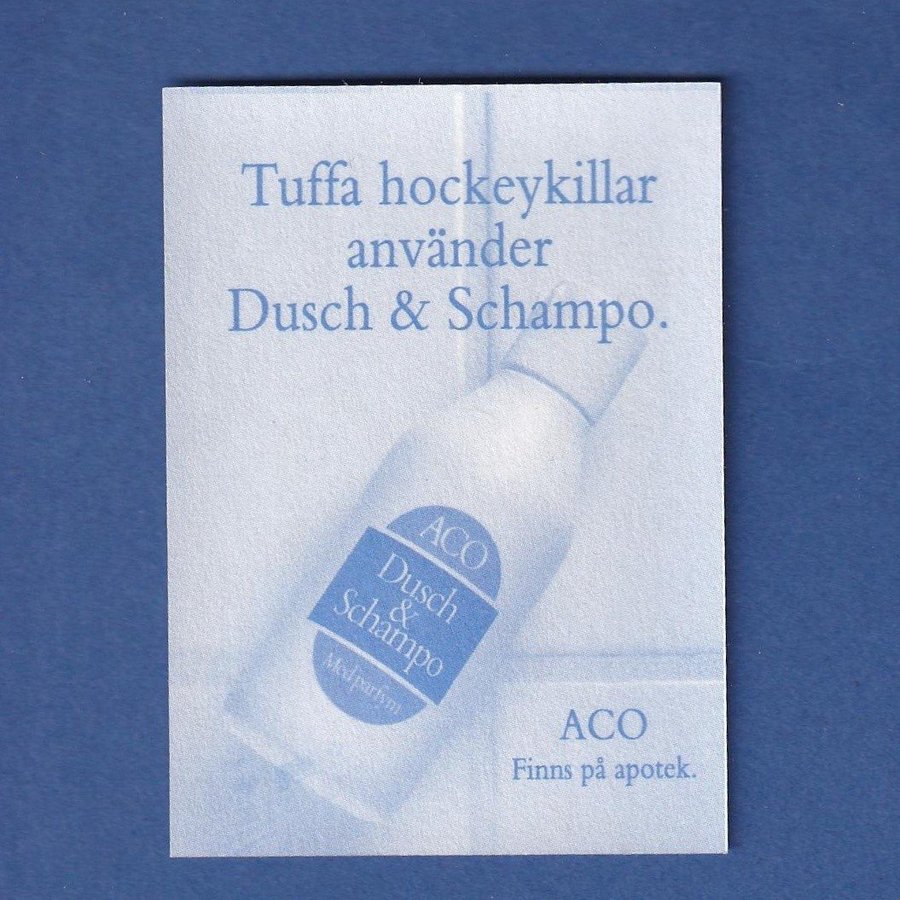 Tuffa hockeykillar
använder
Dusch & Schampo.
ACO
Dusch
&
Schampo
Med parfym
ACO
Finns på apotek.